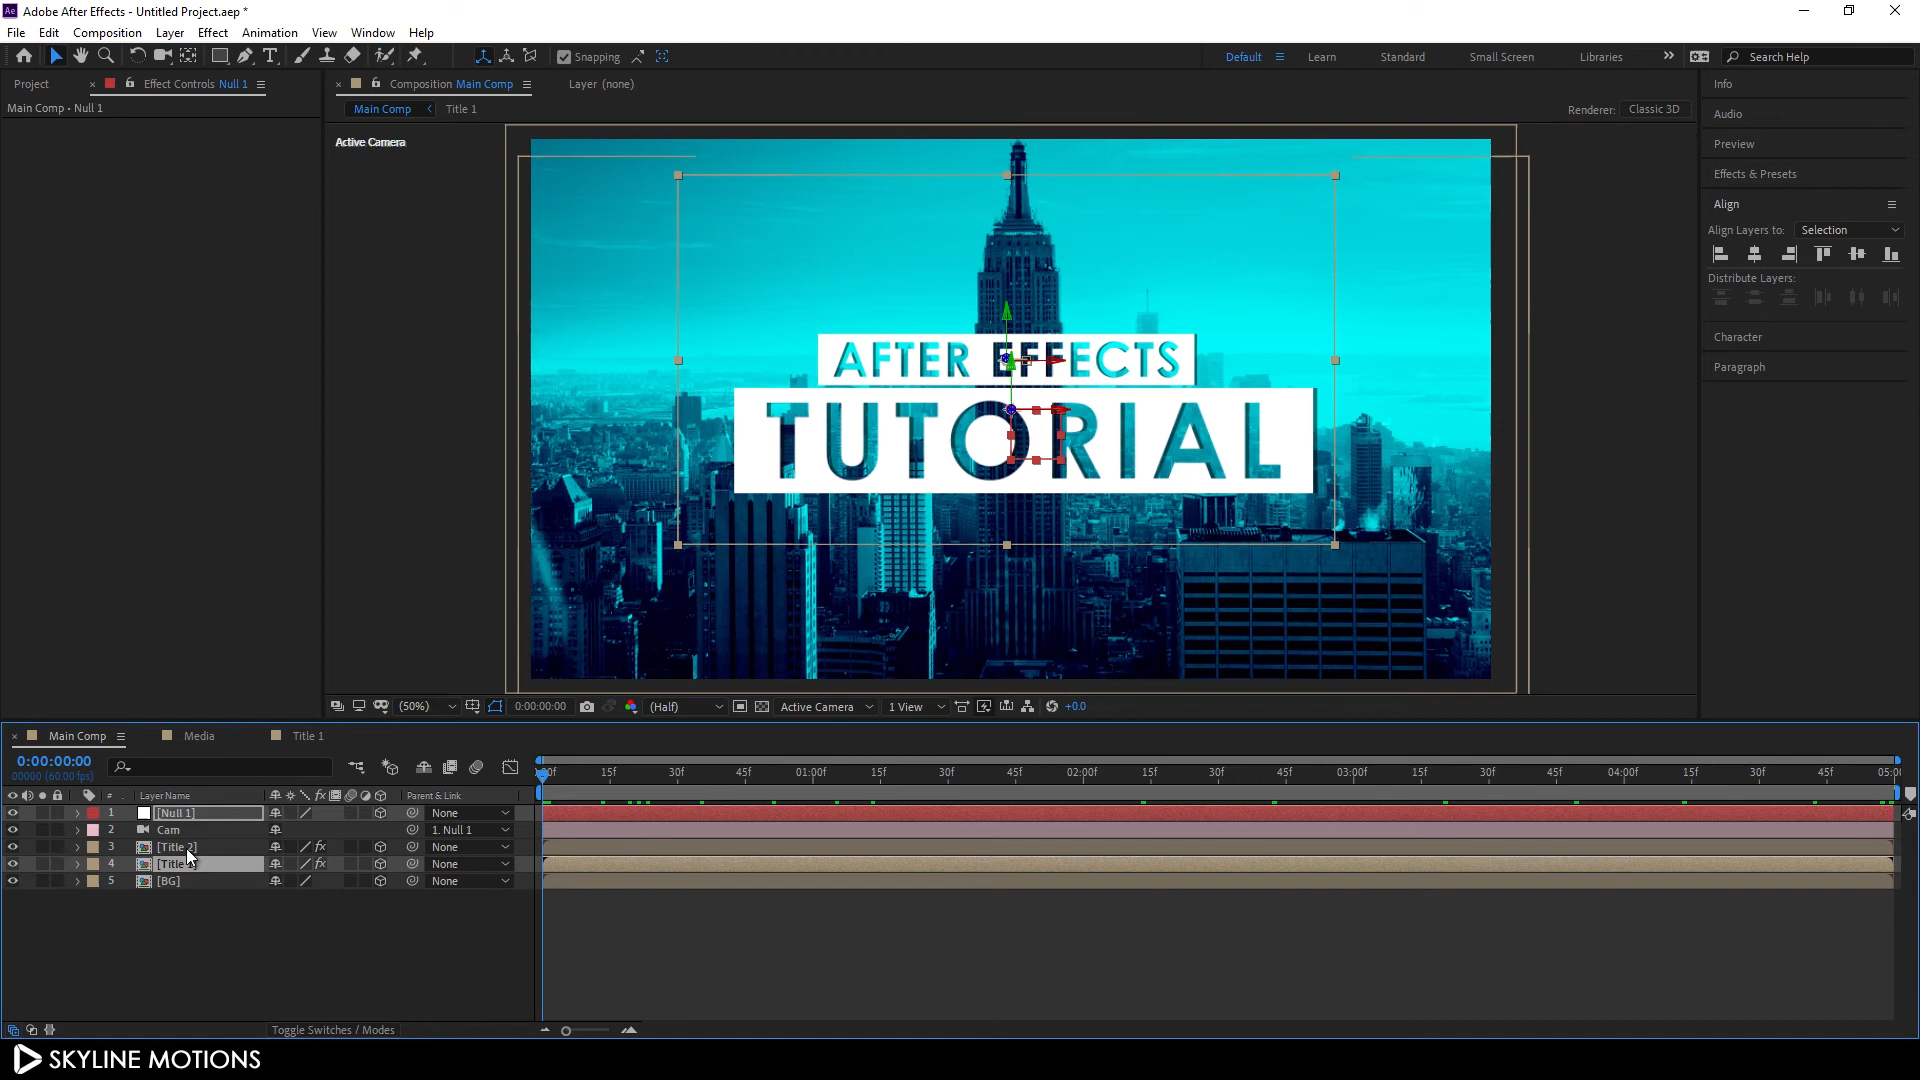 Ae Adobe After Effects - Untitled Project.aep *
File Edit Composition Layer Effect Animation View Window Help
Snapping
Default Learn Standard Small Screen Libraries Search Help
Project Effect Controls Null 1
Main Comp • Null 1
Composition Main Comp Layer (none)
Main Comp Title 1
Renderer: Classic 3D
Active Camera
AFTER EFFECTS
TUTORIAL
(50%) 0:00:00:00 (Half) Active Camera 1 View +0.0
Info
Audio
Preview
Effects & Presets
Align
Align Layers to: Selection
Distribute Layers:
Character
Paragraph
Main Comp Media Title 1
0:00:00:00
00000 (60.00 fps)
:00f 15f 30f 45f 01:00f 15f 30f 45f 02:00f 15f 30f 45f 03:00f 15f 30f 45f 04:00f 15f 30f 45f 05:00
# Layer Name fx Parent & Link
1 [Null 1] None
2 Cam 1. Null 1
3 [Title 2] fx None
4 [Title 1] fx None
5 [BG] None
Toggle Switches / Modes
SKYLINE MOTIONS